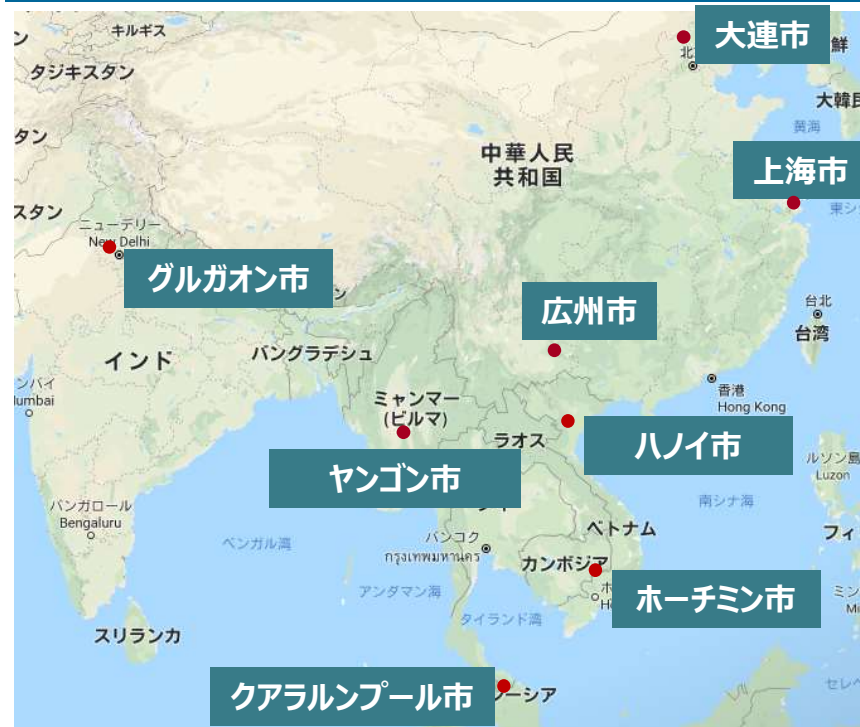 キルギス
大連市
タジキスタン
大韓民
黄海
中華人民
共和国
上海市
スタン
ニューデリー
New Delhi
グルガオン市
広州市
台北
台湾
インド
バングラデシュ
香港
Hong Kong
ミャンマー
(ビルマ)
ラオス
ハノイ市
ルソン島
Luzon
ヤンゴン市
バンガロール
Bengaluru
南シナ海
ベンガル湾
バンコク
กรุงเทพมหานคร
ベトナム
カンボジア
アンダマン海
ホーチミン市
タイランド湾
スリランカ
クアラルンプール市